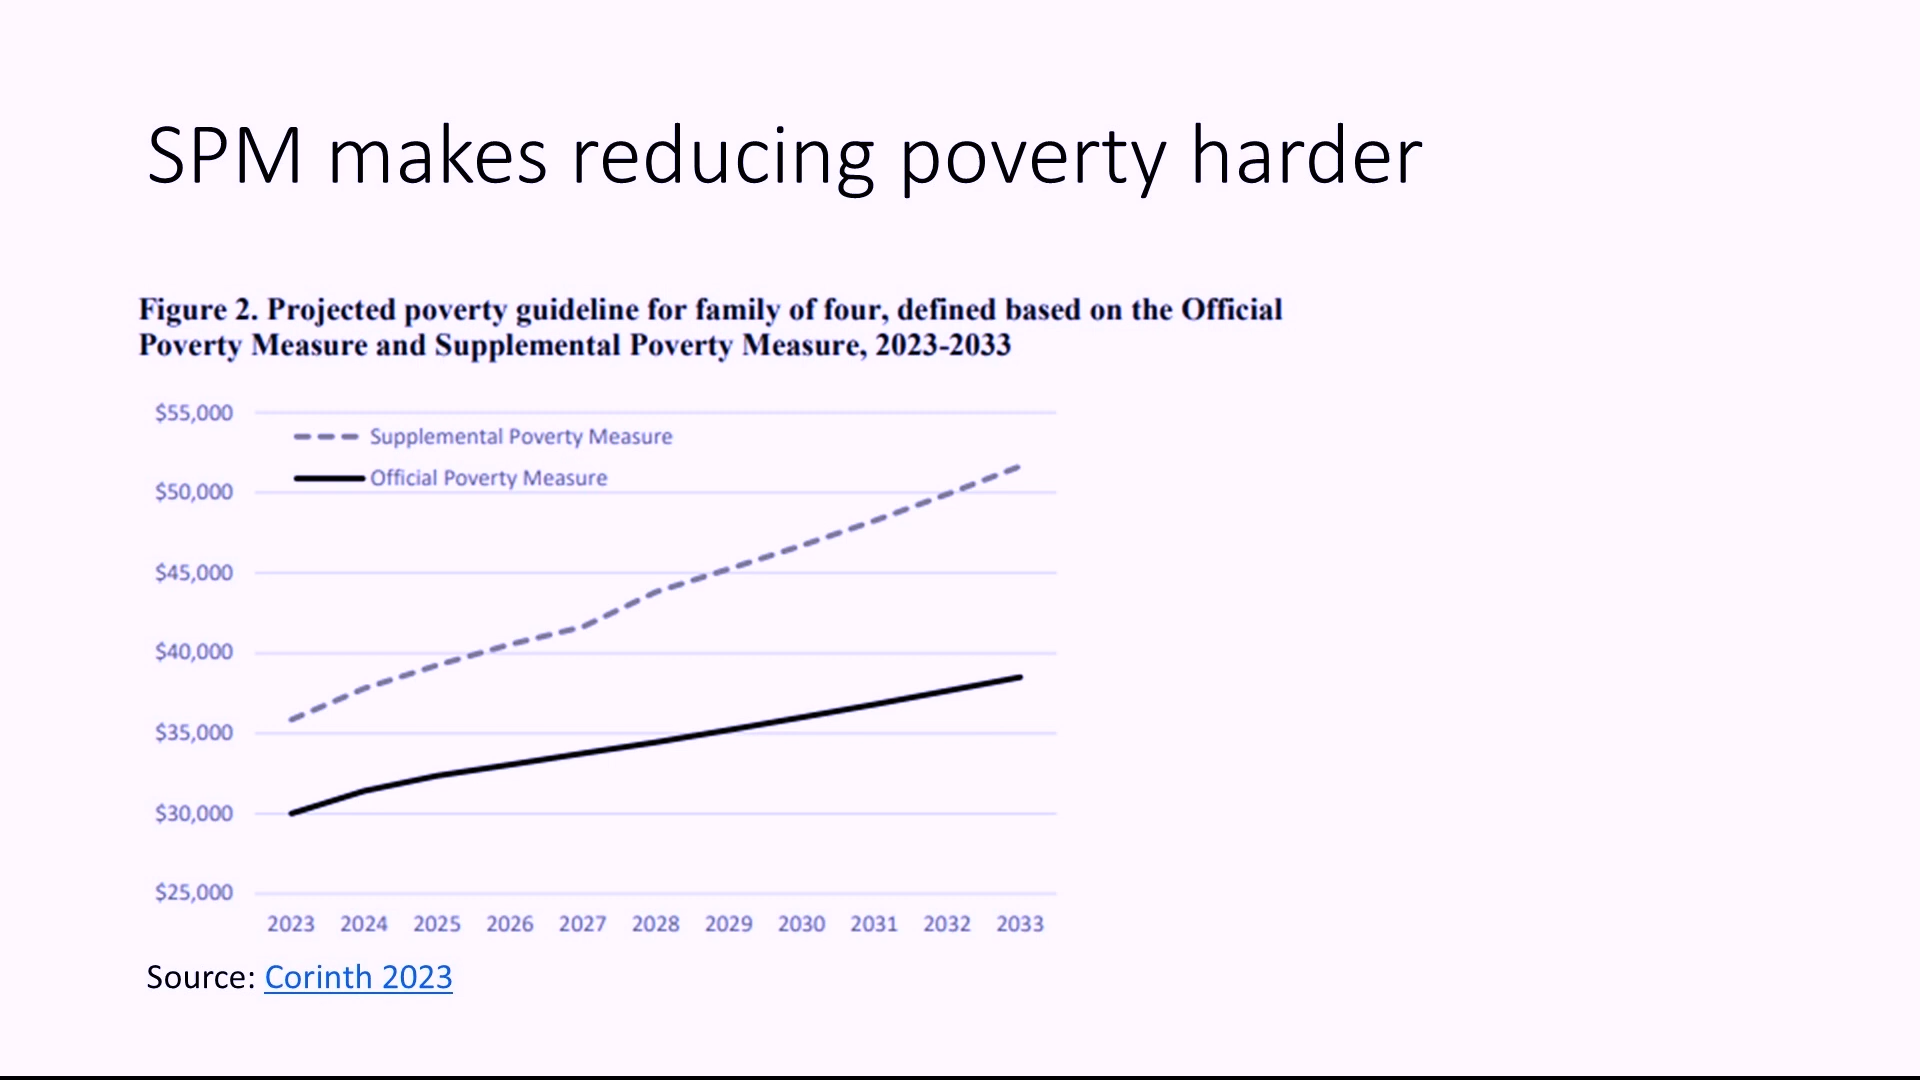 SPM makes reducing poverty harder
Figure 2. Projected poverty guideline for family of four, defined based on the Official
Poverty Measure and Supplemental Poverty Measure, 2023-2033
$55,000
Supplemental Poverty Measure
Official Poverty Measure
$50,000
$45,000
$40,000
$35,000
$30,000
$25,000
2023 2024 2025 2026 2027 2028 2029 2030 2031 2032 2033
Source: Corinth 2023